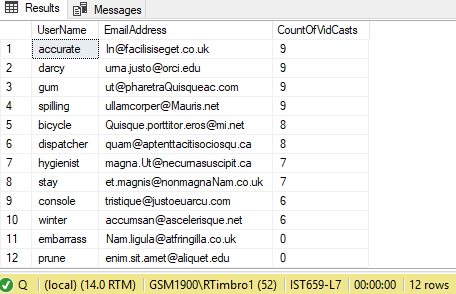 Results Messages
UserName EmailAddress CountOfVidCasts
1 accurate In@facilisiseget.co.uk 9
2 darcy urna.justo@orci.edu 9
3 gum ut@pharetraQuisqueac.com 9
4 spilling ullamcorper@Mauris.net 9
5 bicycle Quisque.porttitor.eros@mi.net 8
6 dispatcher quam@aptenttacitisociosqu.ca 8
7 hygienist magna.Ut@necurnasuscipit.ca 7
8 stay et.magnis@nonmagnaNam.co.uk 7
9 console tristique@justoeuarcu.com 6
10 winter accumsan@ascelerisque.net 6
11 embarrass Nam.ligula@atfringilla.co.uk 0
12 prune enim.sit.amet@aliquet.edu 0
Q (local) (14.0 RTM) GSM1900\RTimbro1 (52) IST659-L7 00:00:00 12 rows